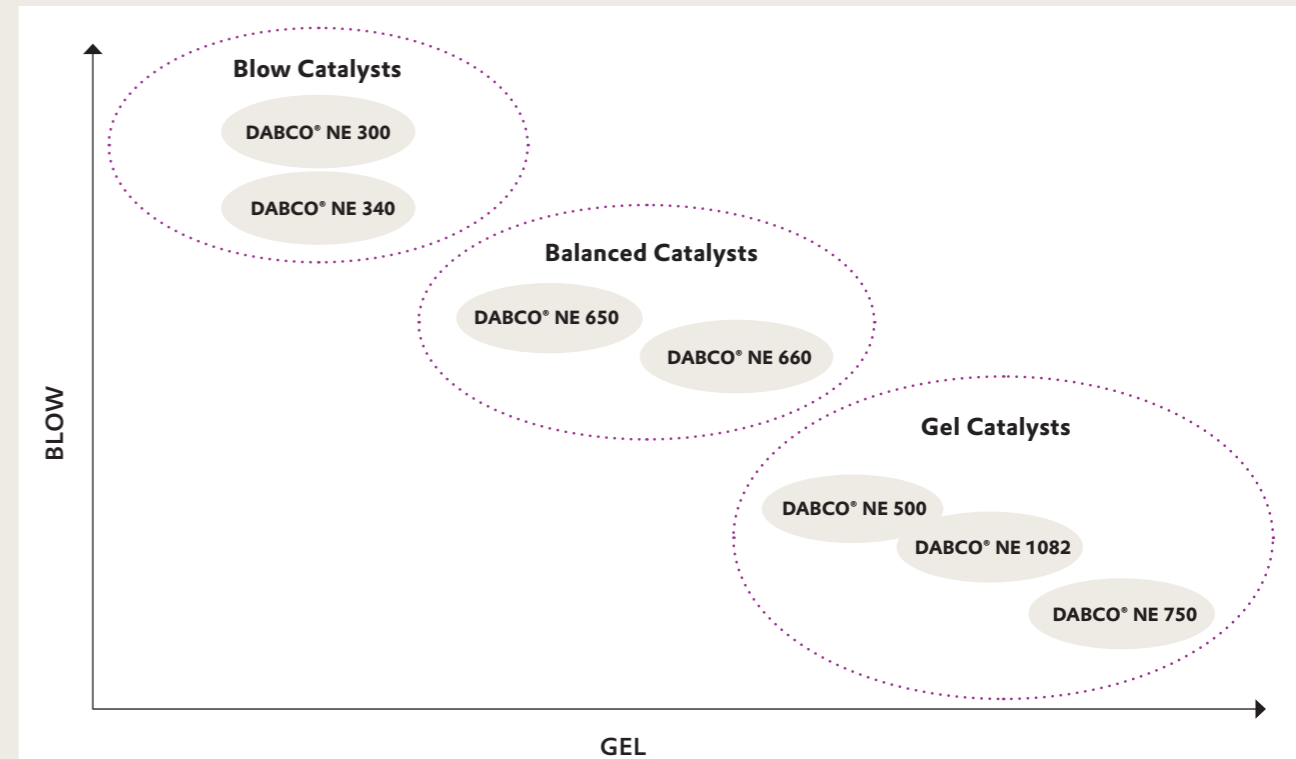 Blow Catalysts
DABCO® NE 300
DABCO® NE 340
Balanced Catalysts
DABCO® NE 650
DABCO® NE 660
Gel Catalysts
DABCO® NE 500
DABCO® NE 1082
DABCO® NE 750
BLOW
GEL